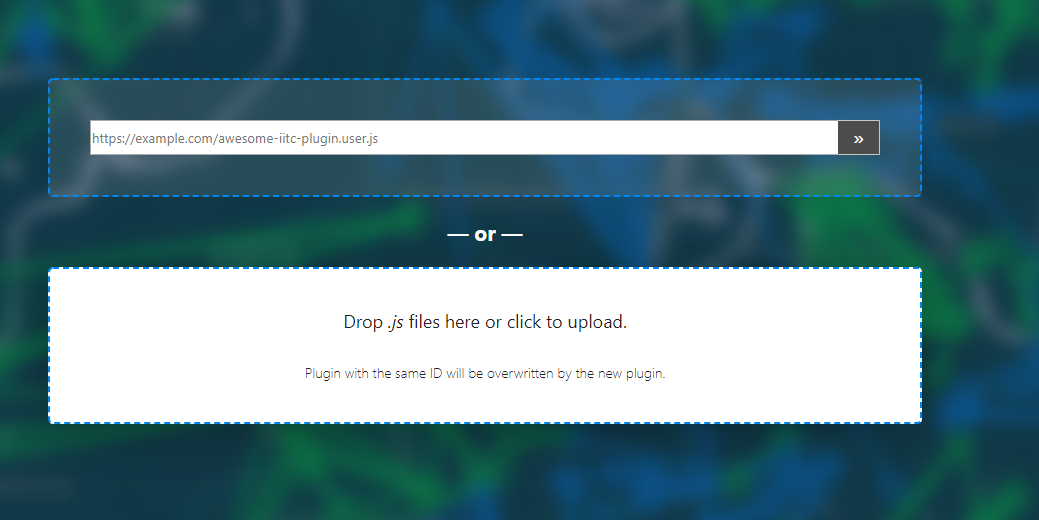 https://example.com/awesome-iitc-plugin.user.js »
— or —
Drop .js files here or click to upload.
Plugin with the same ID will be overwritten by the new plugin.